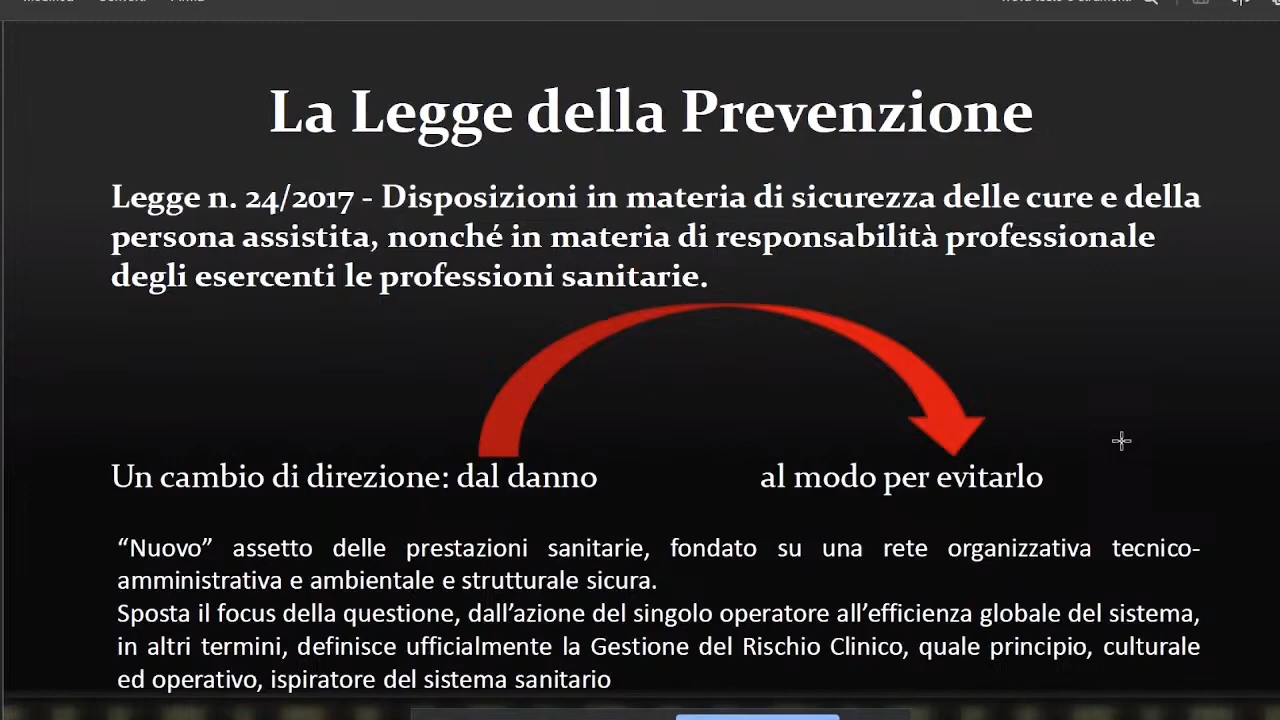 La Legge della Prevenzione
Legge n. 24/2017 - Disposizioni in materia di sicurezza delle cure e della
persona assistita, nonché in materia di responsabilità professionale
degli esercenti le professioni sanitarie.
Un cambio di direzione: dal danno al modo per evitarlo
“Nuovo” assetto delle prestazioni sanitarie, fondato su una rete organizzativa tecnico-
amministrativa e ambientale e strutturale sicura.
Sposta il focus della questione, dall’azione del singolo operatore all’efficienza globale del sistema,
in altri termini, definisce ufficialmente la Gestione del Rischio Clinico, quale principio, culturale
ed operativo, ispiratore del sistema sanitario